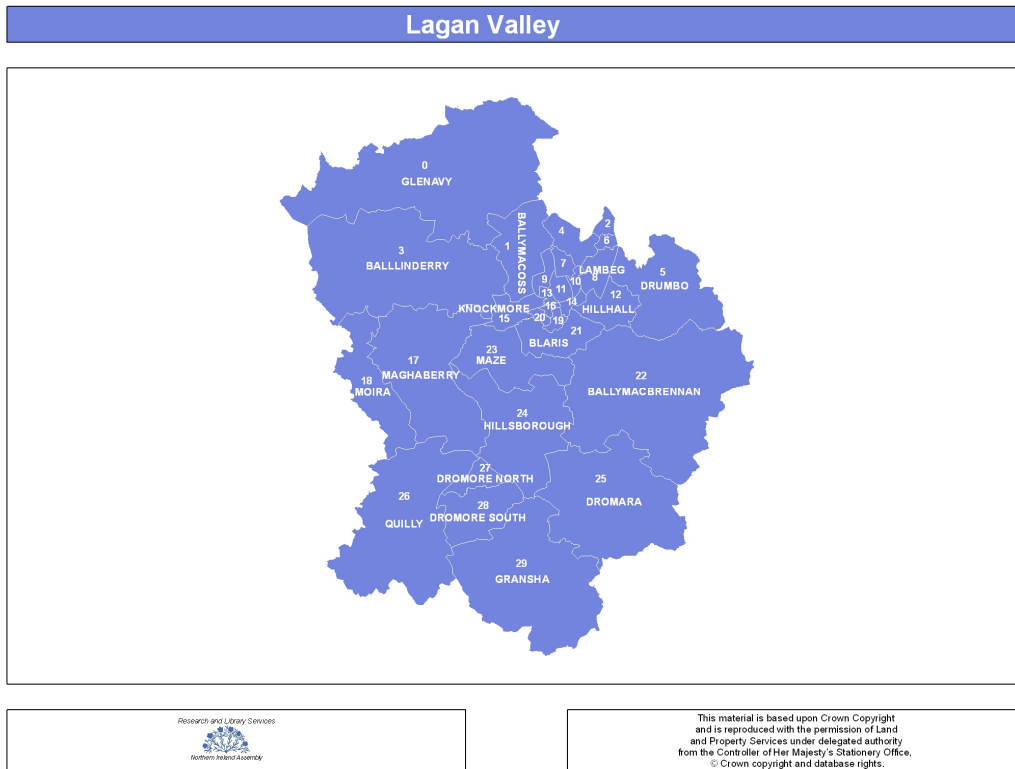 Lagan Valley
0
GLENAVY
BALLYMACOSS
1
2
4
6
3
BALLLINDERRY
7
LAMBEG
8
5
DRUMBO
9
10
11
12
HILLHALL
13
14
16
KNOCKMORE
15
20
19
21
BLARIS
23
MAZE
17
MAGHABERRY
18
MOIRA
22
BALLYMACBRENNAN
24
HILLSBOROUGH
27
DROMORE NORTH
25
DROMARA
26
QUILLY
28
DROMORE SOUTH
29
GRANSHA
Research and Library Services
Northern Ireland Assembly
This material is based upon Crown Copyright
and is reproduced with the permission of Land
and Property Services under delegated authority
from the Controller of Her Majesty's Stationery Office,
© Crown copyright and database rights.